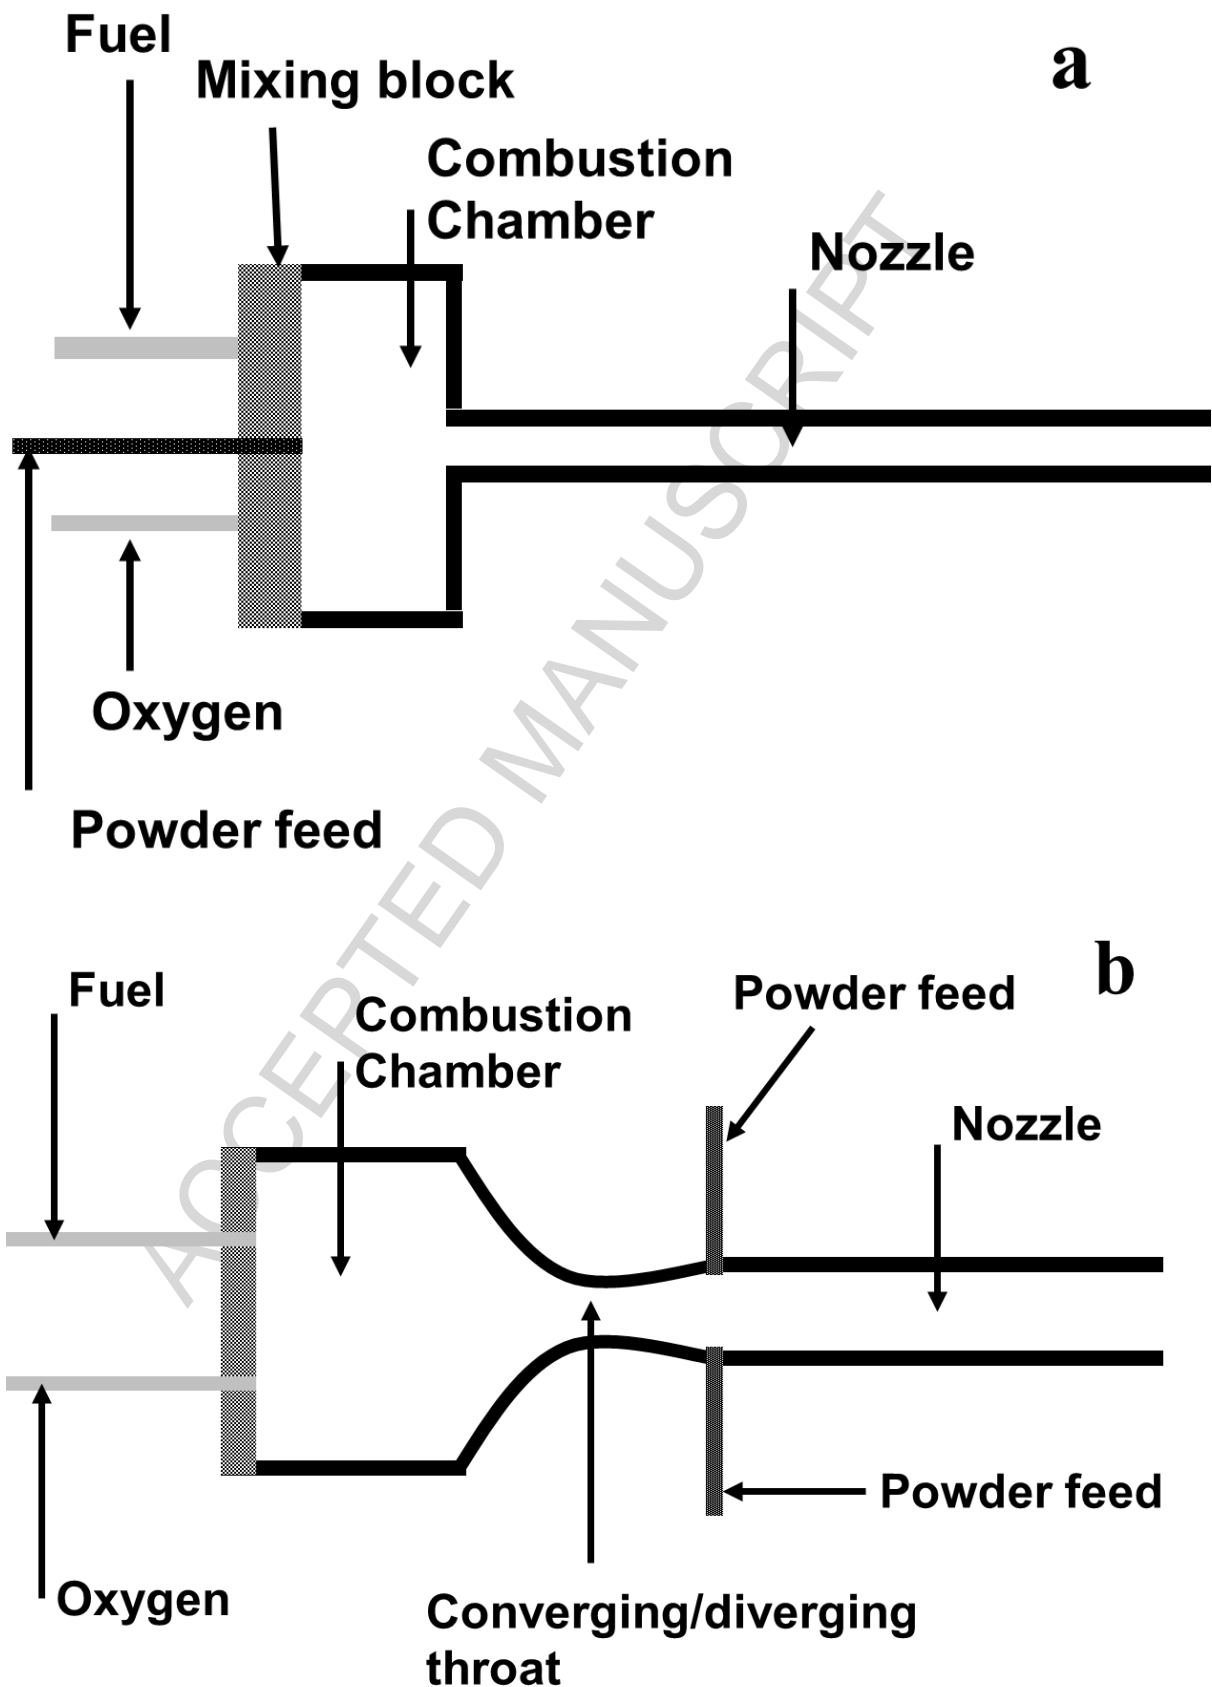 Fuel
a
Mixing block
Combustion
Chamber
Nozzle
Oxygen
Powder feed
ACCEPTED MANUSCRIPT
b
Fuel
Powder feed
Combustion
Chamber
Nozzle
Powder feed
Oxygen
Converging/diverging
throat